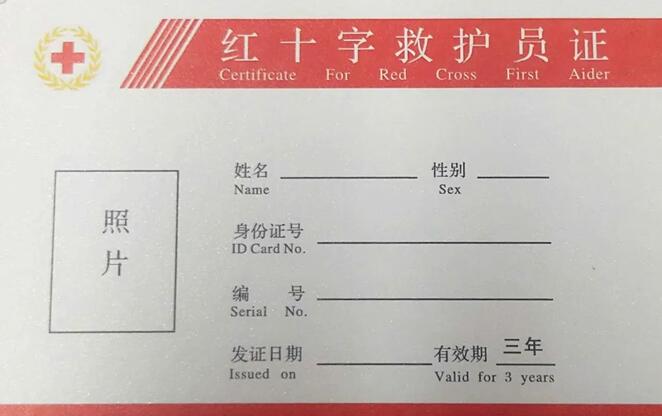 红十字救护员证
Certificate For Red Cross First Aider
姓名 性别
Name Sex
照片
身份证号
ID Card No.
编 号
Serial No.
发证日期 有效期 三年
Issued on Valid for 3 years